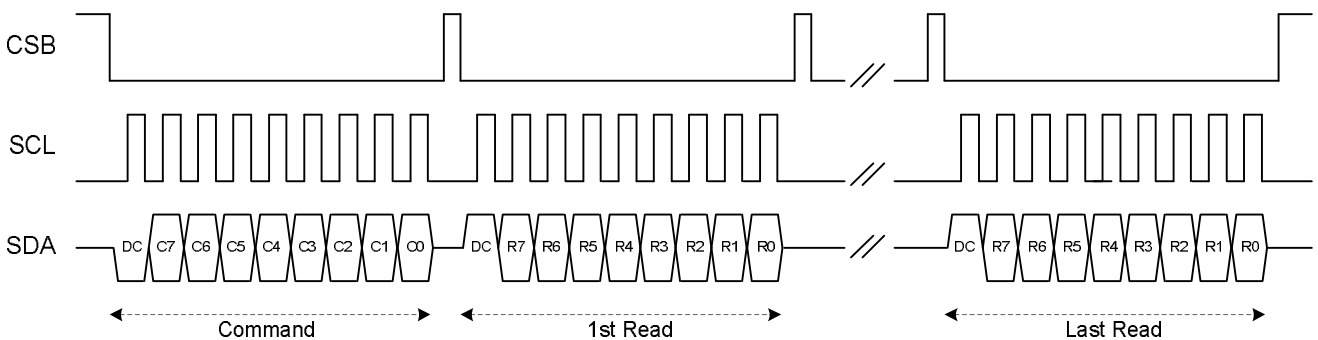 CSB
SCL
SDA DC C7 C6 C5 C4 C3 C2 C1 C0 DC R7 R6 R5 R4 R3 R2 R1 R0 DC R7 R6 R5 R4 R3 R2 R1 R0
Command 1st Read Last Read